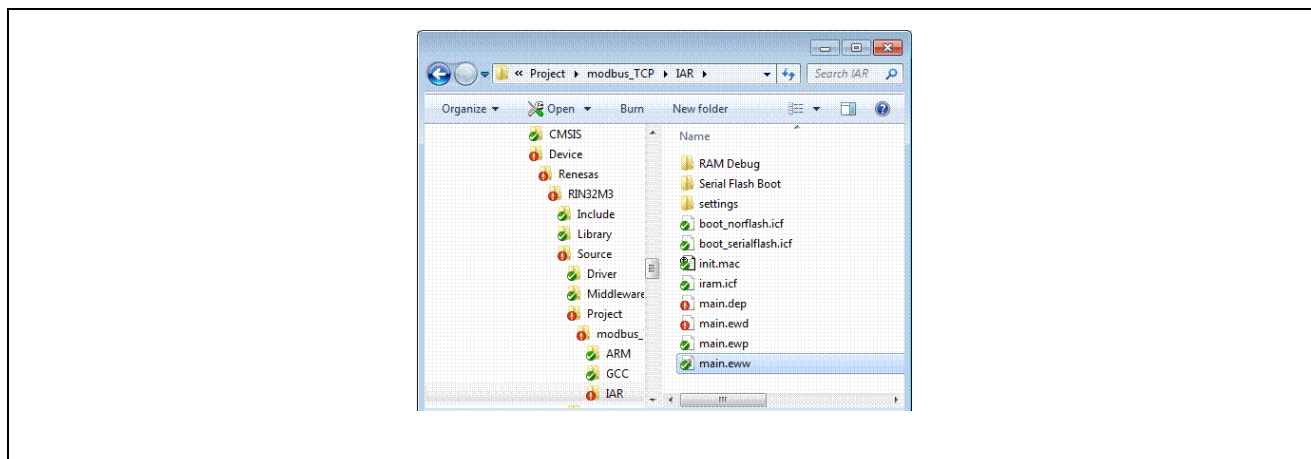 « Project ▸ modbus_TCP ▸ IAR ▸ Search IAR
Organize ▾ Open ▾ Burn New folder
CMSIS
Device
Renesas
RIN32M3
Include
Library
Source
Driver
Middleware
Project
modbus_
ARM
GCC
IAR
Name
RAM Debug
Serial Flash Boot
settings
boot_norflash.icf
boot_serialflash.icf
init.mac
iram.icf
main.dep
main.ewd
main.ewp
main.eww